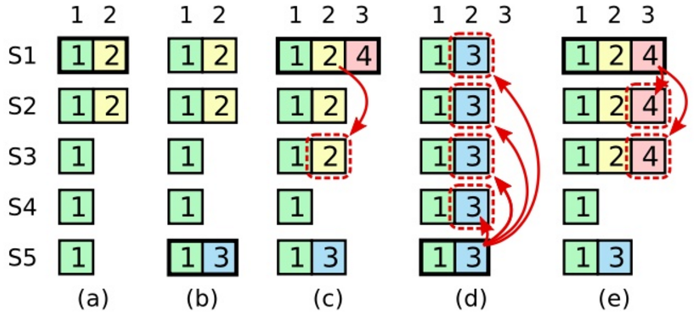 1 2 1 2 1 2 3 1 2 3 1 2 3
S1 1 2 1 2 1 2 4 1 3 1 2 4
S2 1 2 1 2 1 2 1 3 1 2 4
S3 1 1 1 2 1 3 1 2 4
S4 1 1 1 1 3 1
S5 1 1 3 1 3 1 3 1 3
(a) (b) (c) (d) (e)